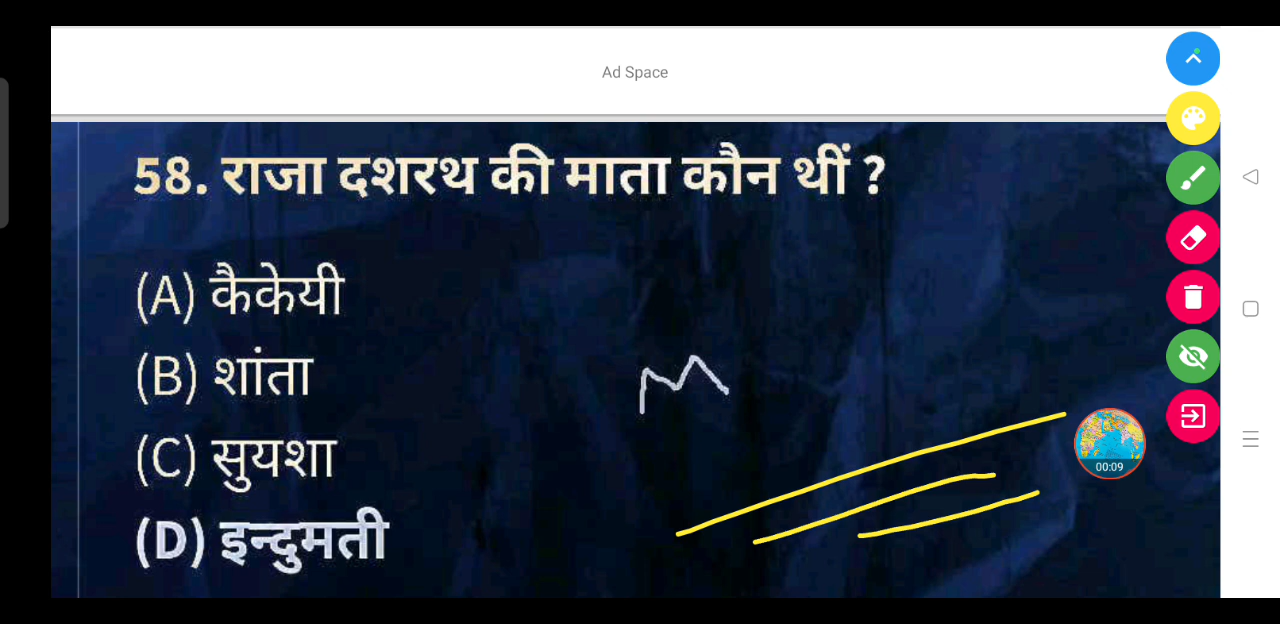 Ad Space
58. राजा दशरथ की माता कौन थीं ?
(A) कैकेयी
(B) शांता
(C) सुयशा
(D) इन्दुमती
00:09